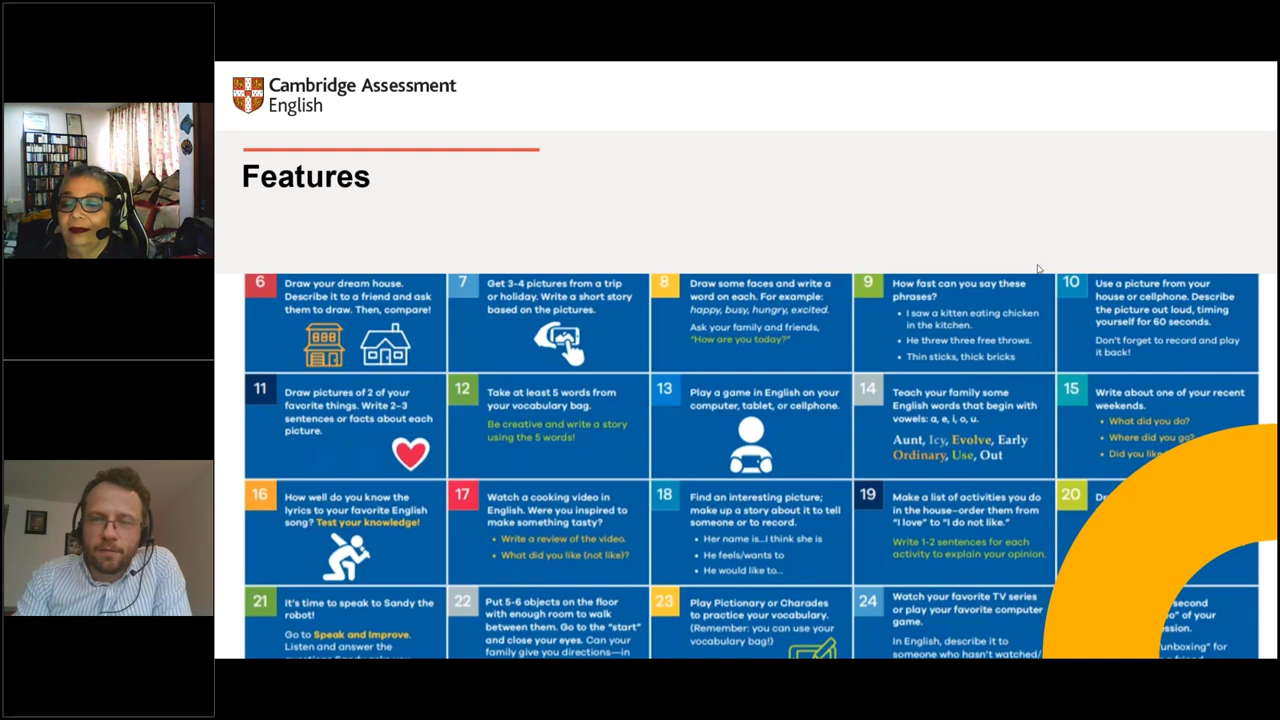 Cambridge Assessment
English
Features
6
Draw your dream house.
Describe it to a friend and ask
them to draw. Then, compare!
7
Get 3-4 pictures from a trip
or holiday. Write a short story
based on the pictures.
8
Draw some faces and write a
word on each. For example:
happy, busy, hungry, excited.
Ask your family and friends,
"How are you today?"
9
How fast can you say these
phrases?
• I saw a kitten eating chicken
in the kitchen.
• He threw three free throws.
• Thin sticks, thick bricks
10
Use a picture from your
house or cellphone. Describe
the picture out loud, timing
yourself for 60 seconds.
Don't forget to record and play
it back!
11
Draw pictures of 2 of your
favorite things. Write 2–3
sentences or facts about each
picture.
12
Take at least 5 words from
your vocabulary bag.
Be creative and write a story
using the 5 words!
13
Play a game in English on your
computer, tablet, or cellphone.
14
Teach your family some
English words that begin with
vowels: a, e, i, o, u.
Aunt, Icy, Evolve, Early
Ordinary, Use, Out
15
Write about one of your recent
weekends.
• What did you do?
• Where did you go?
• Did you like
16
How well do you know the
lyrics to your favorite English
song? Test your knowledge!
17
Watch a cooking video in
English. Were you inspired to
make something tasty?
• Write a review of the video.
• What did you like (not like)?
18
Find an interesting picture;
make up a story about it to tell
someone or to record.
• Her name is...I think she is
• He feels/wants to
• He would like to...
19
Make a list of activities you do
in the house–order them from
"I love" to "I do not like."
Write 1-2 sentences for each
activity to explain your opinion.
20
21
It's time to speak to Sandy the
robot!
Go to Speak and Improve.
Listen and answer the
22
Put 5-6 objects on the floor
with enough room to walk
between them. Go to the "start"
and close your eyes. Can your
family give you directions—in
23
Play Pictionary or Charades
to practice your vocabulary.
(Remember: you can use your
vocabulary bag!)
24
Watch your favorite TV series
or play your favorite computer
game.
In English, describe it to
someone who hasn't watched/
second
of your
"unboxing" for